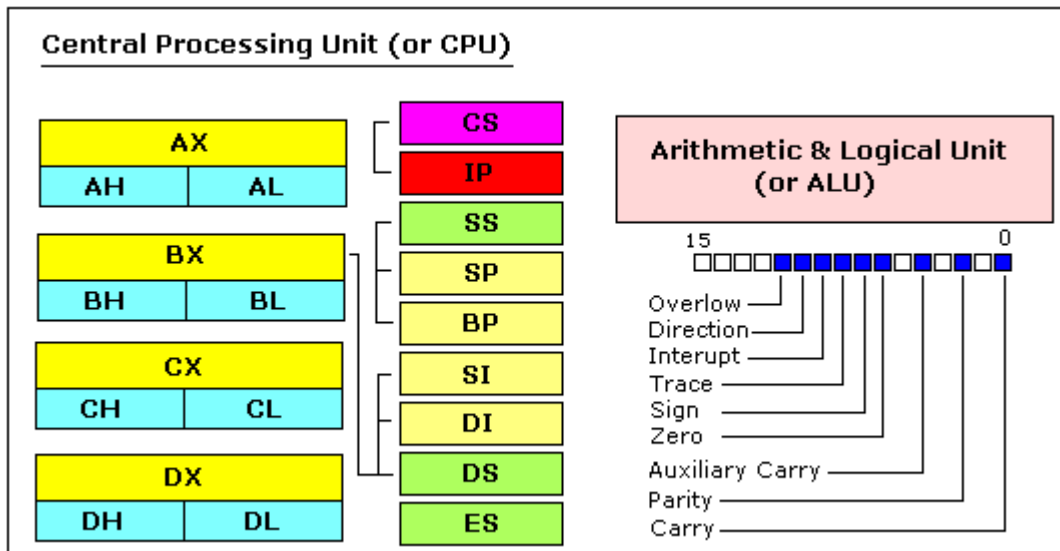 Central Processing Unit (or CPU)
AX
AH AL
BX
BH BL
CX
CH CL
DX
DH DL
CS
IP
SS
SP
BP
SI
DI
DS
ES
Arithmetic & Logical Unit
(or ALU)
15 0
Overlow
Direction
Interupt
Trace
Sign
Zero
Auxiliary Carry
Parity
Carry